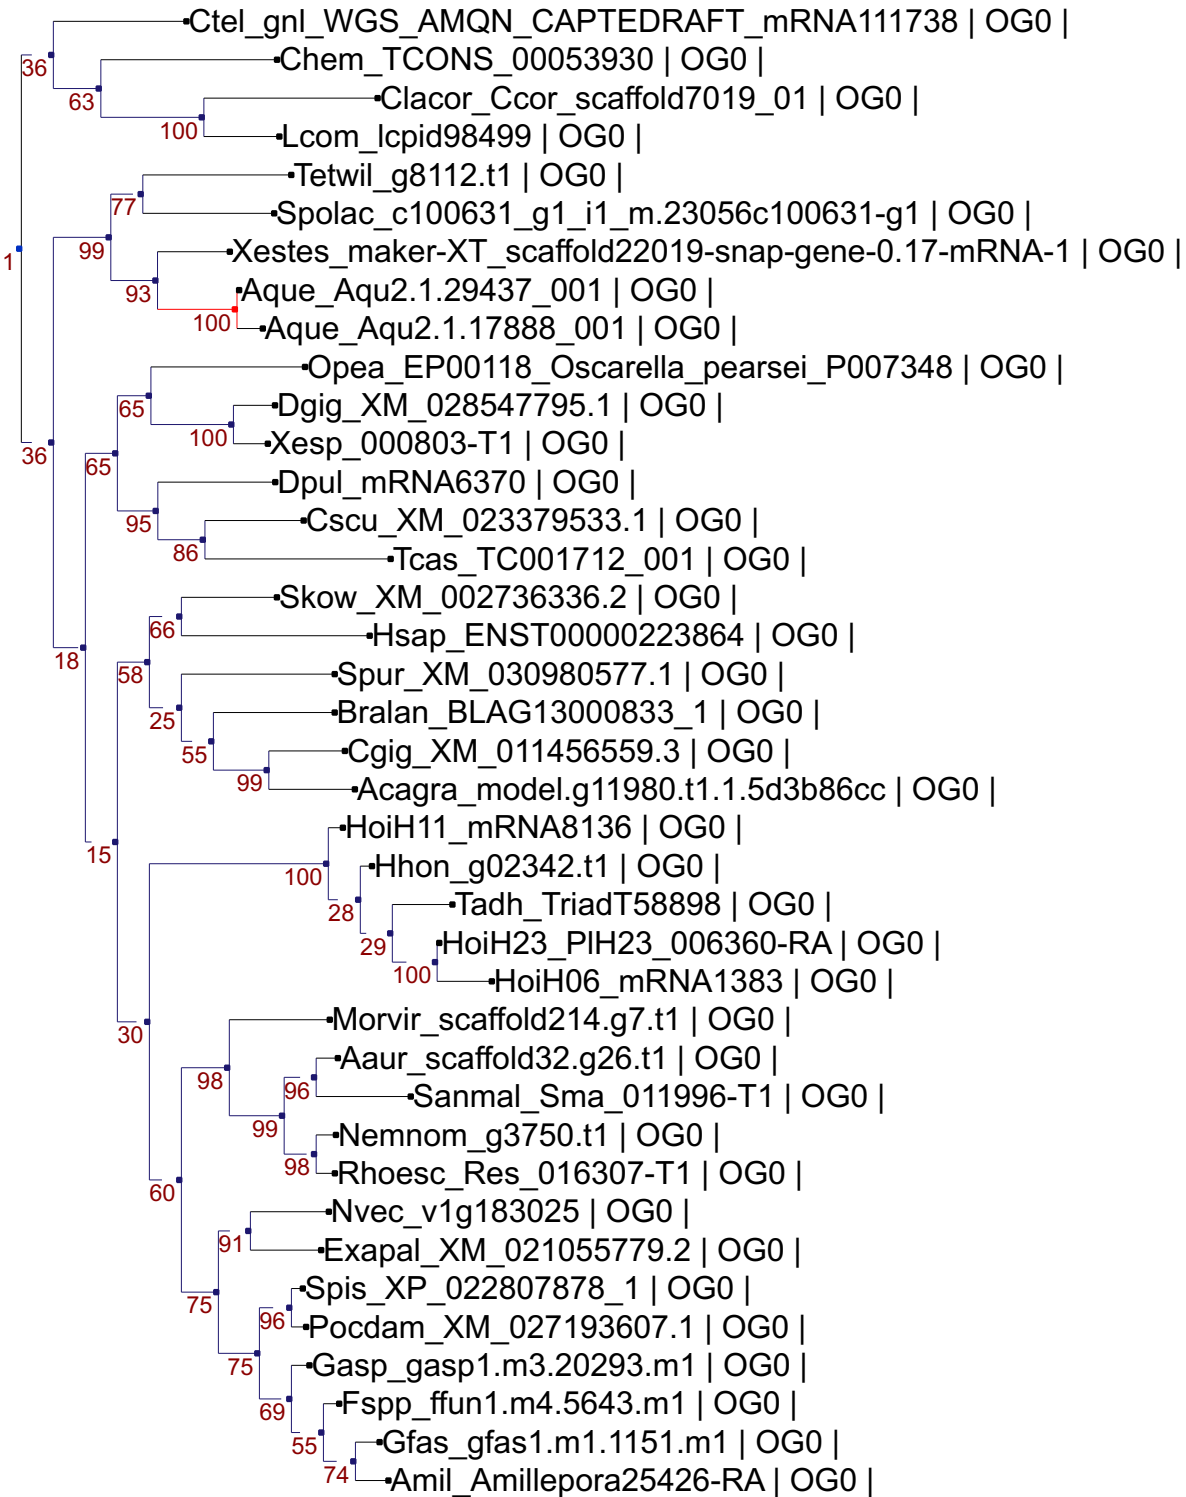 Ctel_gnl_WGS_AMQN_CAPTEDRAFT_mRNA111738 | OG0 |
36
Chem_TCONS_00053930 | OG0 |
63
Clacor_Ccor_scaffold7019_01 | OG0 |
100
Lcom_lcpid98499 | OG0 |
Tetwil_g8112.t1 | OG0 |
77
Spolac_c100631_g1_i1_m.23056c100631-g1 | OG0 |
99
1
Xestes_maker-XT_scaffold22019-snap-gene-0.17-mRNA-1 | OG0 |
93
Aque_Aqu2.1.29437_001 | OG0 |
100
Aque_Aqu2.1.17888_001 | OG0 |
Opea_EP00118_Oscarella_pearsei_P007348 | OG0 |
65
Dgig_XM_028547795.1 | OG0 |
100
Xesp_000803-T1 | OG0 |
36
65
Dpul_mRNA6370 | OG0 |
95
Cscu_XM_023379533.1 | OG0 |
86
Tcas_TC001712_001 | OG0 |
Skow_XM_002736336.2 | OG0 |
66
Hsap_ENST00000223864 | OG0 |
18
58
Spur_XM_030980577.1 | OG0 |
25
Bralan_BLAG13000833_1 | OG0 |
55
Cgig_XM_011456559.3 | OG0 |
99
Acagra_model.g11980.t1.1.5d3b86cc | OG0 |
HoiH11_mRNA8136 | OG0 |
15
100
Hhon_g02342.t1 | OG0 |
28
Tadh_TriadT58898 | OG0 |
29
HoiH23_PlH23_006360-RA | OG0 |
100
HoiH06_mRNA1383 | OG0 |
30
Morvir_scaffold214.g7.t1 | OG0 |
98
Aaur_scaffold32.g26.t1 | OG0 |
96
Sanmal_Sma_011996-T1 | OG0 |
99
Nemnom_g3750.t1 | OG0 |
98
Rhoesc_Res_016307-T1 | OG0 |
60
Nvec_v1g183025 | OG0 |
91
Exapal_XM_021055779.2 | OG0 |
75
Spis_XP_022807878_1 | OG0 |
96
Pocdam_XM_027193607.1 | OG0 |
75
Gasp_gasp1.m3.20293.m1 | OG0 |
69
Fspp_ffun1.m4.5643.m1 | OG0 |
55
Gfas_gfas1.m1.1151.m1 | OG0 |
74
Amil_Amillepora25426-RA | OG0 |